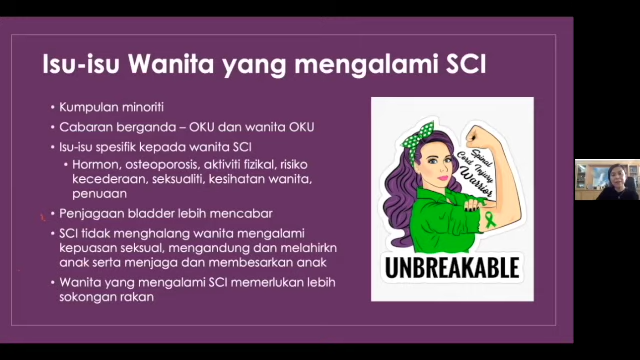 Isu-isu Wanita yang mengalami SCI
• Kumpulan minoriti
• Cabaran berganda – OKU dan wanita OKU
• Isu-isu spesifik kepada wanita SCI
• Hormon, osteoporosis, aktiviti fizikal, risiko
kecederaan, seksualiti, kesihatan wanita,
penuaan
• Penjagaan bladder lebih mencabar
• SCI tidak menghalang wanita mengalami
kepuasan seksual, mengandung dan melahirkn
anak serta menjaga dan membesarkan anak
• Wanita yang mengalami SCI memerlukan lebih
sokongan rakan
Spinal
Cord Injury
Warrior
UNBREAKABLE